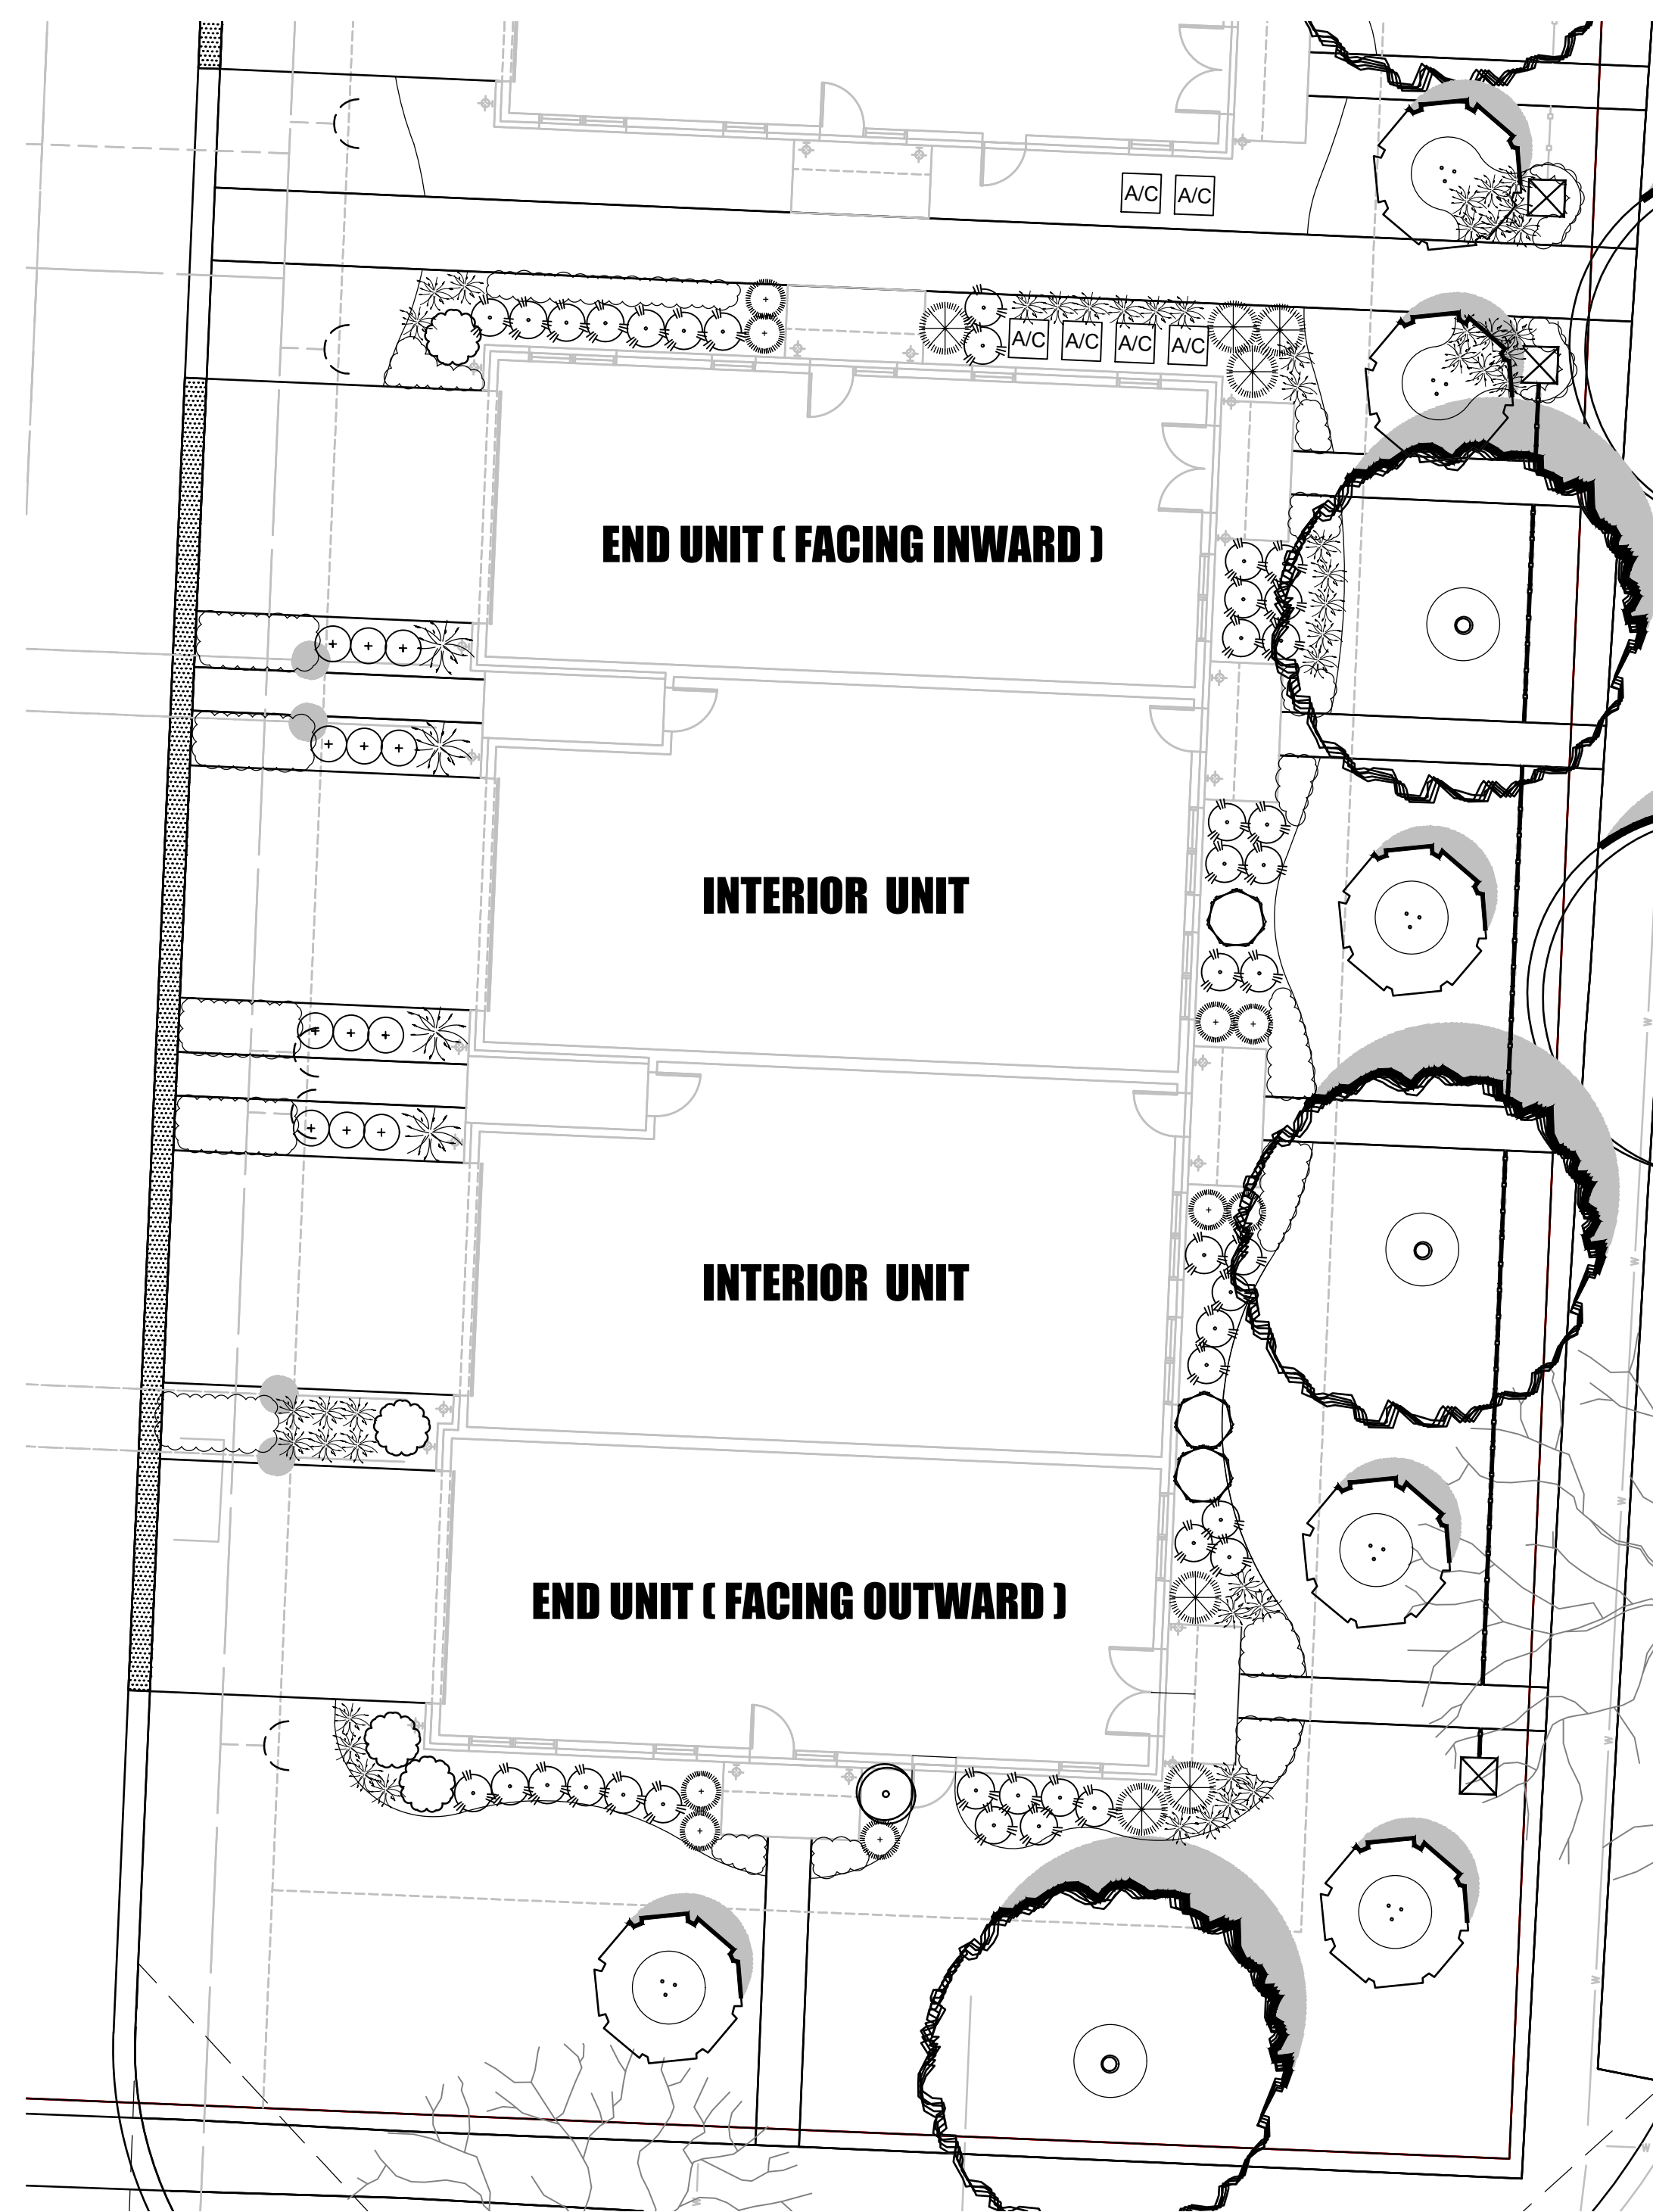 A/C A/C
A/C A/C A/C A/C
END UNIT ( FACING INWARD )
INTERIOR UNIT
W
W
INTERIOR UNIT
W
W
END UNIT ( FACING OUTWARD )
W
W
W
W